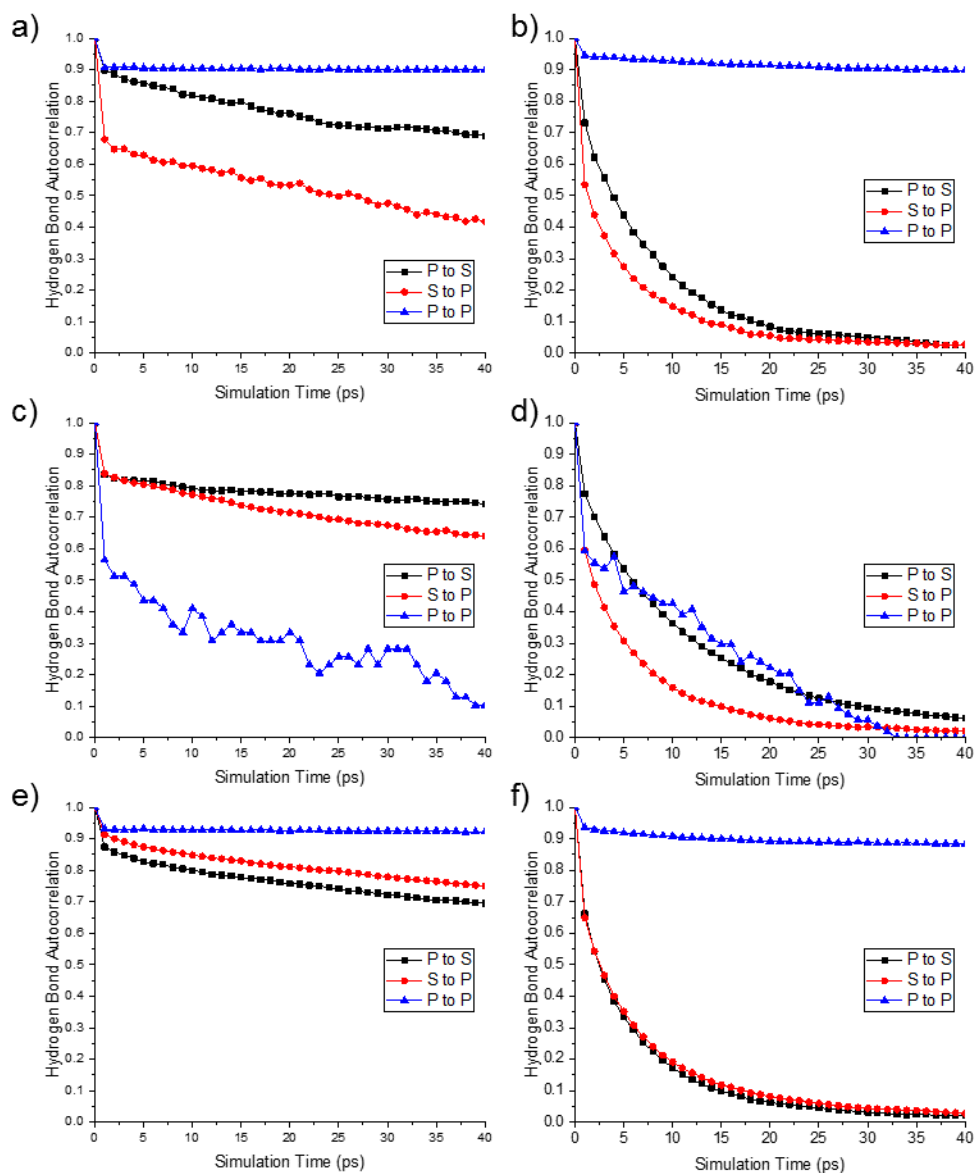 a)
Hydrogen Bond Autocorrelation
1.0
0.9
0.8
0.7
0.6
0.5
0.4
0.3
0.2
0.1
0.0
P to S
S to P
P to P
0 5 10 15 20 25 30 35 40
Simulation Time (ps)
b)
Hydrogen Bond Autocorrelation
1.0
0.9
0.8
0.7
0.6
0.5
0.4
0.3
0.2
0.1
0.0
P to S
S to P
P to P
0 5 10 15 20 25 30 35 40
Simulation Time (ps)
c)
Hydrogen Bond Autocorrelation
1.0
0.9
0.8
0.7
0.6
0.5
0.4
0.3
0.2
0.1
0.0
P to S
S to P
P to P
0 5 10 15 20 25 30 35 40
Simulation Time (ps)
d)
Hydrogen Bond Autocorrelation
1.0
0.9
0.8
0.7
0.6
0.5
0.4
0.3
0.2
0.1
0.0
P to S
S to P
P to P
0 5 10 15 20 25 30 35 40
Simulation Time (ps)
e)
Hydrogen Bond Autocorrelation
1.0
0.9
0.8
0.7
0.6
0.5
0.4
0.3
0.2
0.1
0.0
P to S
S to P
P to P
0 5 10 15 20 25 30 35 40
Simulation Time (ps)
f)
Hydrogen Bond Autocorrelation
1.0
0.9
0.8
0.7
0.6
0.5
0.4
0.3
0.2
0.1
0.0
P to S
S to P
P to P
0 5 10 15 20 25 30 35 40
Simulation Time (ps)